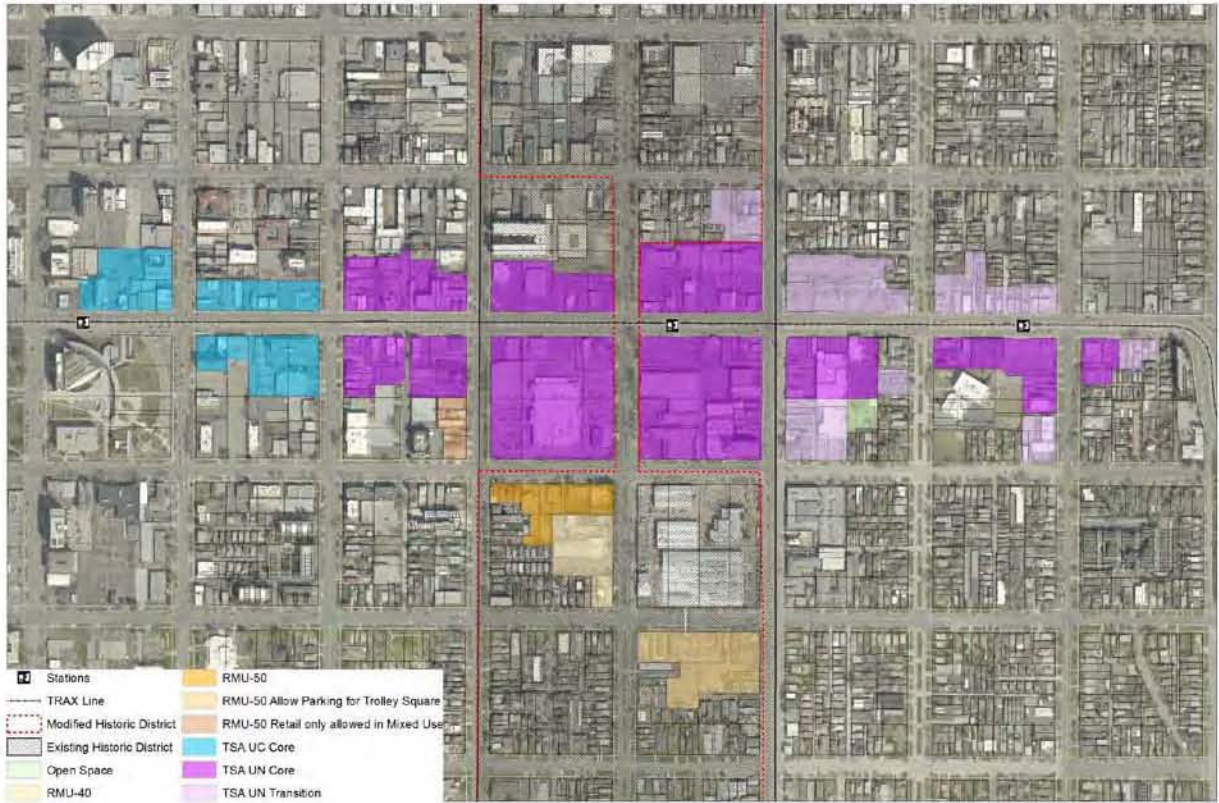 Stations
TRAX Line
Modified Historic District
Existing Historic District
Open Space
RMU-40
RMU-50
RMU-50 Allow Parking for Trolley Square
RMU-50 Retail only allowed in Mixed Use
TSA UC Core
TSA UN Core
TSA UN Transition